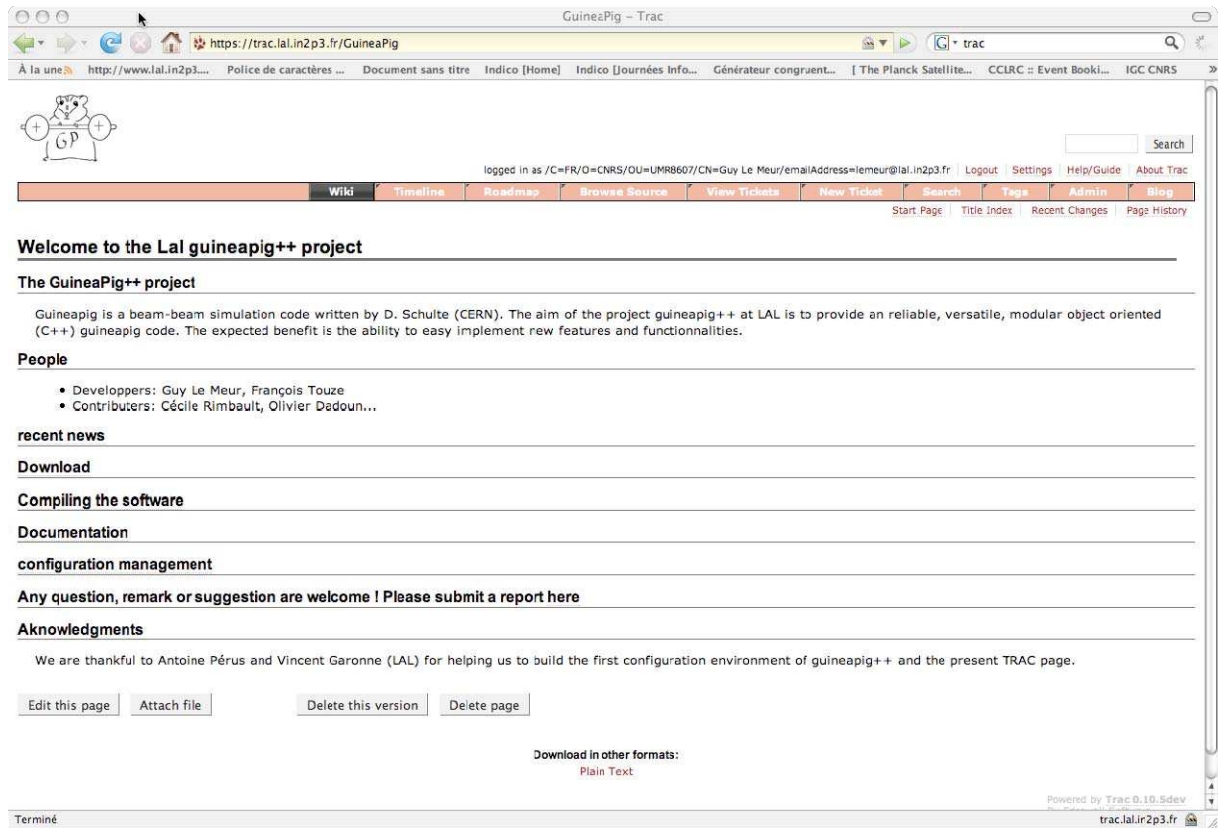 GuineaPig – Trac
https://trac.lal.in2p3.fr/GuineaPig
G trac
À la une http://www.lal.in2p3.... Police de caractères ... Document sans titre Indico [Home] Indico [Journées Info... Générateur congruent... [ The Planck Satellite... CCLRC :: Event Booki... IGC CNRS »
GP
Search
logged in as /C=FR/O=CNRS/OU=UMR8607/CN=Guy Le Meur/emailAddress=lemeur@lal.in2p3.fr Logout Settings Help/Guide About Trac
Wiki Timeline Roadmap Browse Source View Tickets New Ticket Search Tags Admin Blog
Start Page Title Index Recent Changes Page History
Welcome to the Lal guineapig++ project
The GuineaPig++ project
Guineapig is a beam-beam simulation code written by D. Schulte (CERN). The aim of the project guineapig++ at LAL is to provide an reliable, versatile, modular object oriented
(C++) guineapig code. The expected benefit is the ability to easy implement new features and functionnalities.
People
• Developpers: Guy Le Meur, François Touze
• Contributers: Cécile Rimbault, Olivier Dadoun...
recent news
Download
Compiling the software
Documentation
configuration management
Any question, remark or suggestion are welcome ! Please submit a report here
Aknowledgments
We are thankful to Antoine Pérus and Vincent Garonne (LAL) for helping us to build the first configuration environment of guineapig++ and the present TRAC page.
Edit this page Attach file Delete this version Delete page
Download in other formats:
Plain Text
Powered by Trac 0.10.5dev
Terminé trac.lal.in2p3.fr